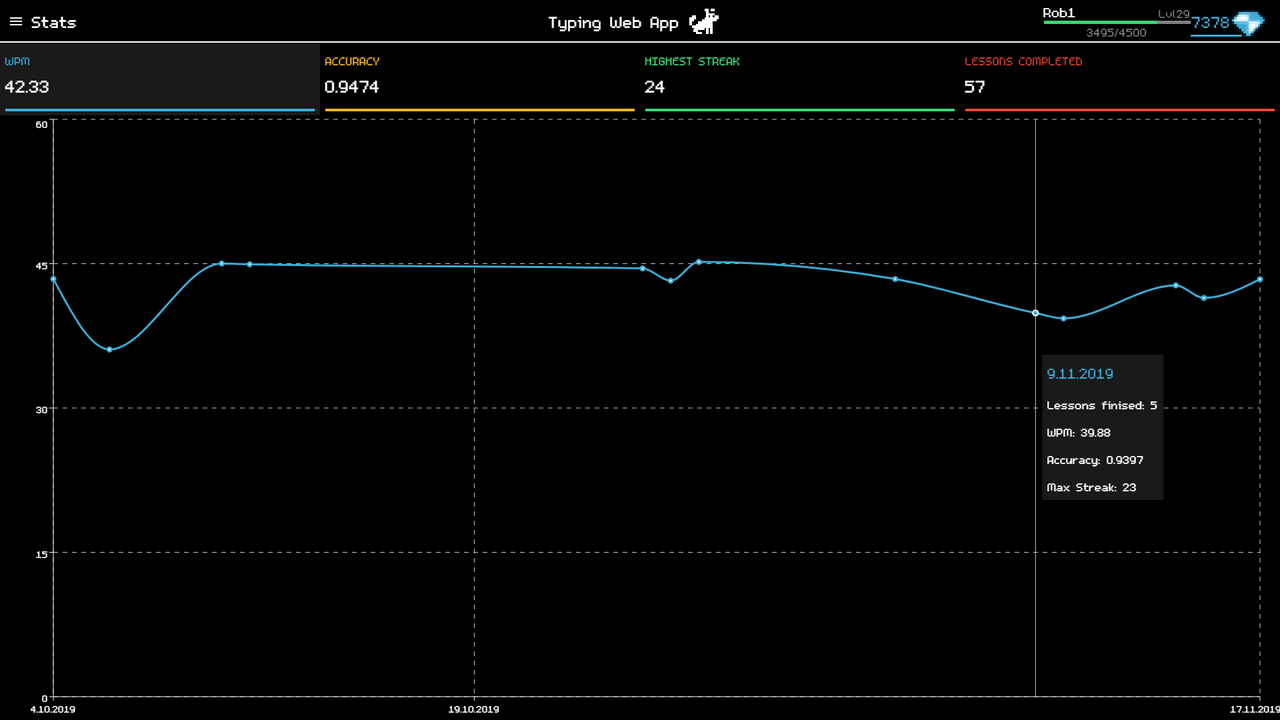 Stats
Typing Web App
Rob1 Lvl29
3495/4500
7378
WPM
42.33
ACCURACY
0.9474
HIGHEST STREAK
24
LESSONS COMPLETED
57
60
45
30
15
0
9.11.2019
Lessons finised: 5
WPM: 39.88
Accuracy: 0.9397
Max Streak: 23
4.10.2019
19.10.2019
17.11.2019